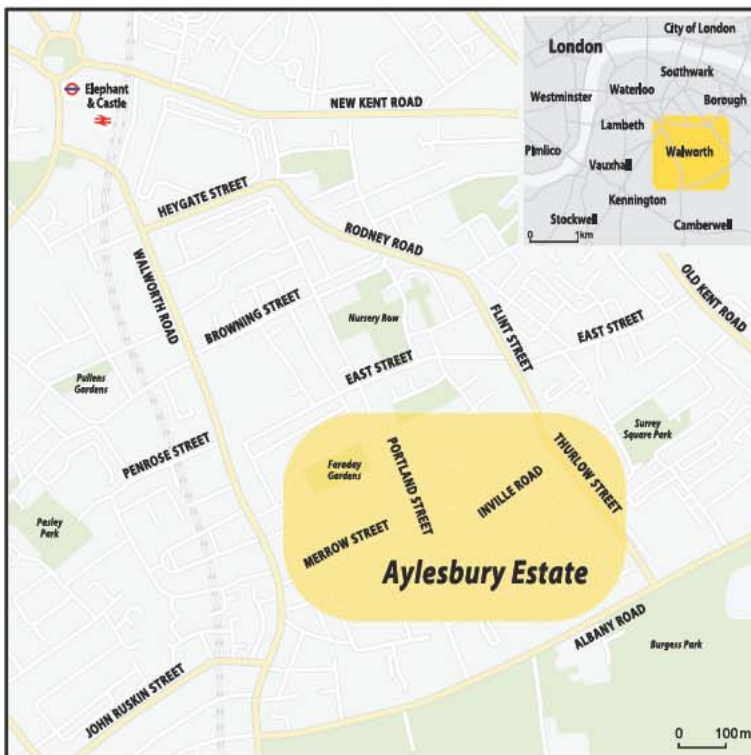 Elephant
& Castle
NEW KENT ROAD
HEYGATE STREET
RODNEY ROAD
WALWORTH ROAD
BROWNING STREET
Nursery Row
FLINT STREET
EAST STREET
EAST STREET
OLD KENT ROAD
Pullens
Gardens
PENROSE STREET
Surrey
Square Park
Faraday
Gardens
PORTLAND STREET
INVILLE ROAD
THURLOW STREET
MERROW STREET
Pasley
Park
Aylesbury Estate
ALBANY ROAD
Burgess Park
JOHN RUSKIN STREET
0 100 m
London
City of London
Southwark
Westminster
Waterloo
Borough
Lambeth
Pimlico
Walworth
Vauxhall
Kennington
Stockwell
Camberwell
0 1km